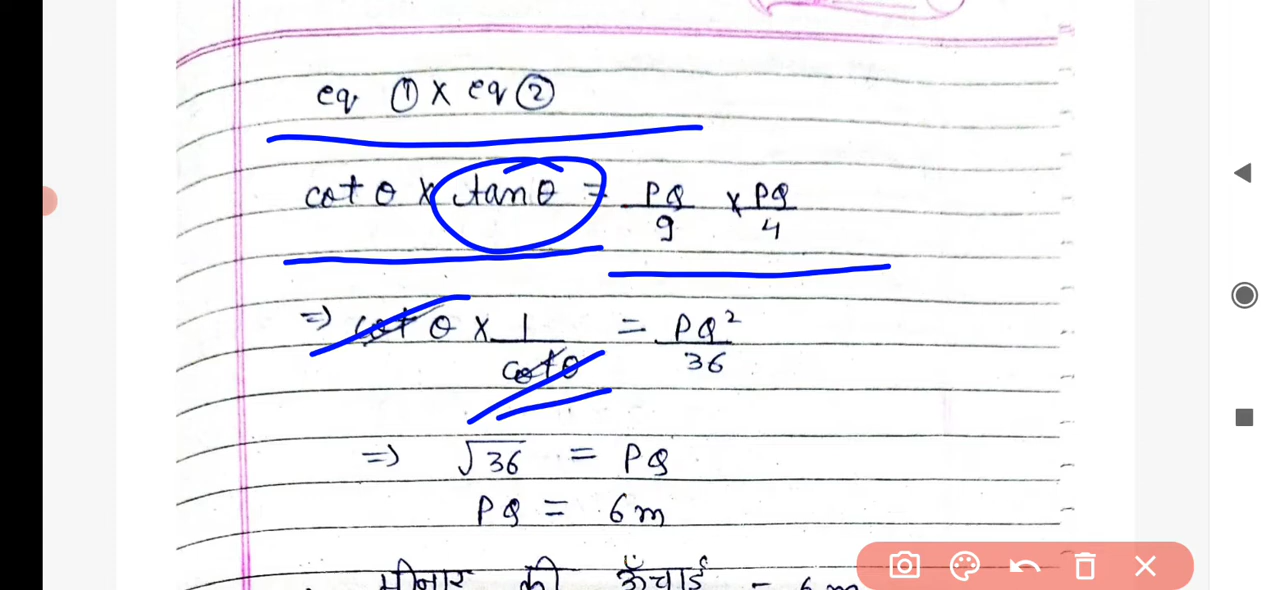 eq ① × eq ②
cot θ × tan θ = PQ/9 × PQ/4
⇒ cot θ × 1/cot θ = PQ²/36
⇒ √36 = PQ
PQ = 6m
मीनार की ऊँचाई = 6 m